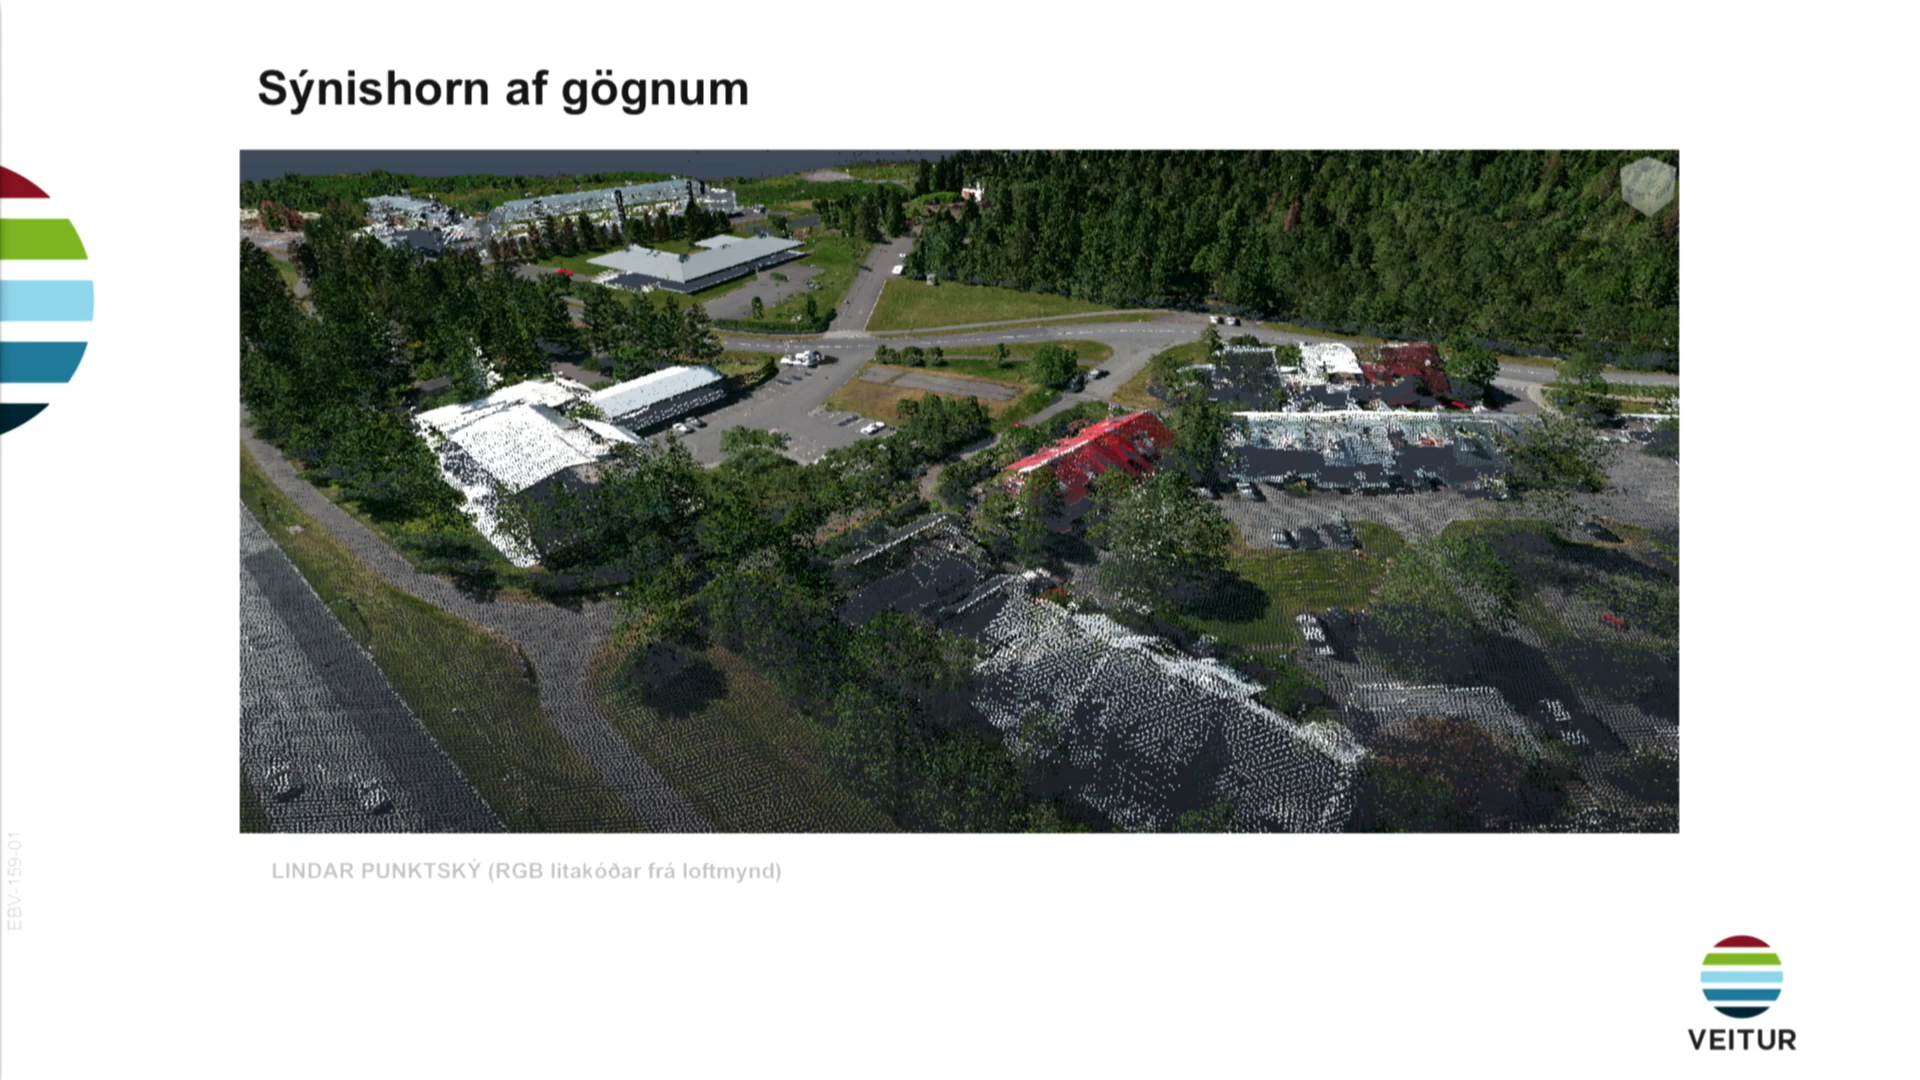 Sýnishorn af gögnum
LINDAR PUNKTSKÝ (RGB litakóðar frá loftmynd)
EBV-159-01
VEITUR